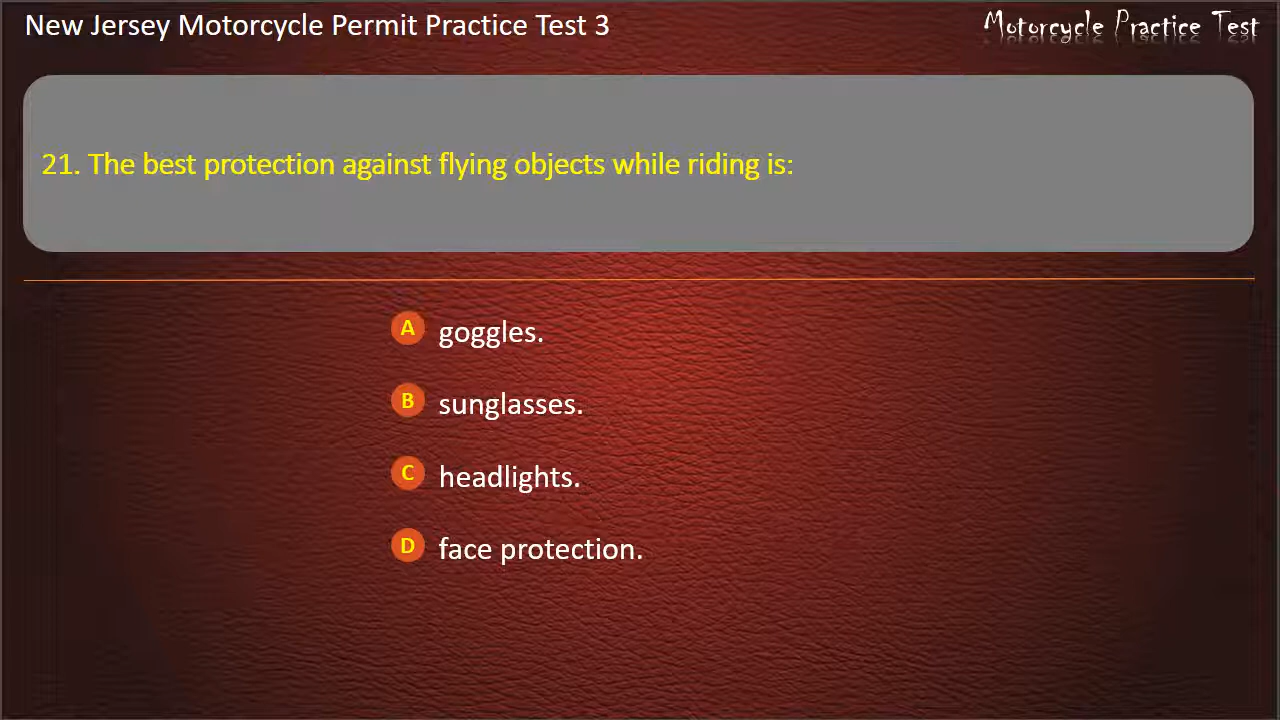 New Jersey Motorcycle Permit Practice Test 3
Motorcycle Practice Test
21. The best protection against flying objects while riding is:
A goggles.
B sunglasses.
C headlights.
D face protection.